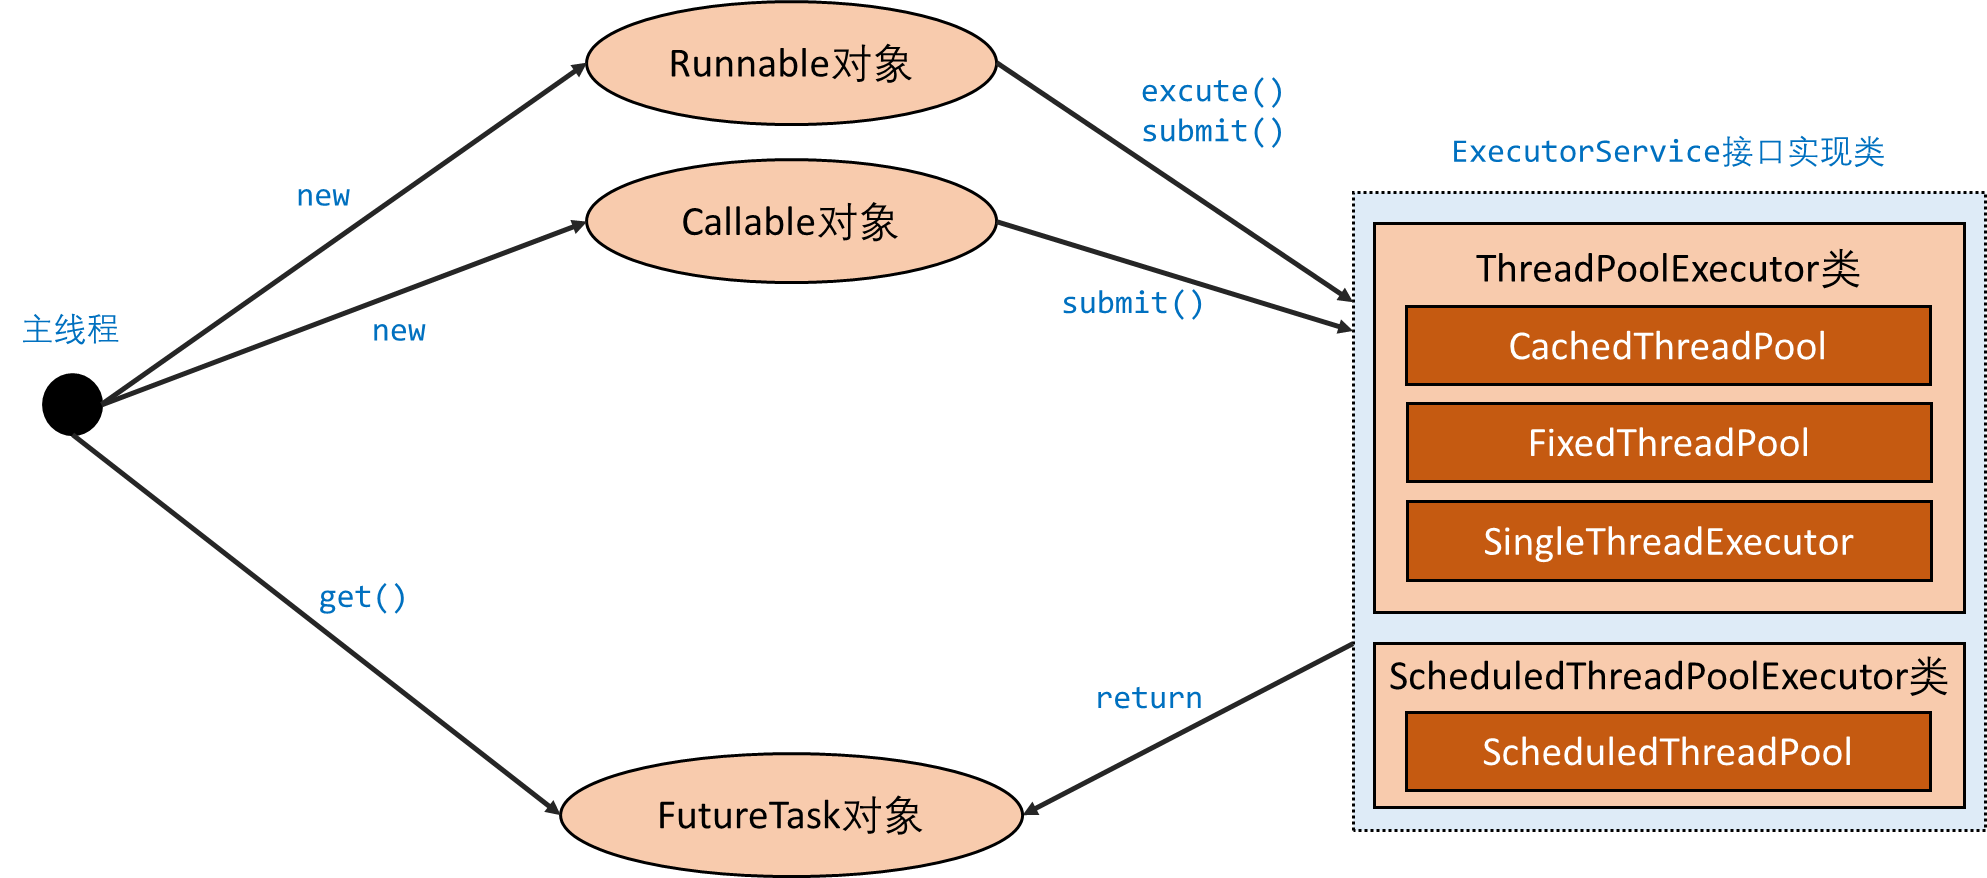 Runnable对象
excute()
submit()
ExecutorService接口实现类
new
Callable对象
ThreadPoolExecutor类
submit()
主线程
new
CachedThreadPool
FixedThreadPool
SingleThreadExecutor
get()
return
ScheduledThreadPoolExecutor类
ScheduledThreadPool
FutureTask对象